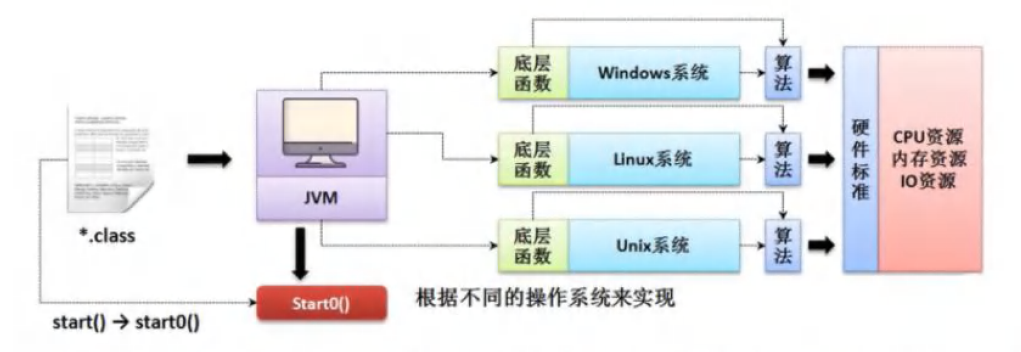 *.class
start() → start0()
JVM
Start0()
底层
函数
Windows系统
算
法
底层
函数
Linux系统
算
法
底层
函数
Unix系统
算
法
根据不同的操作系统来实现
硬
件
标
准
CPU资源
内存资源
IO资源